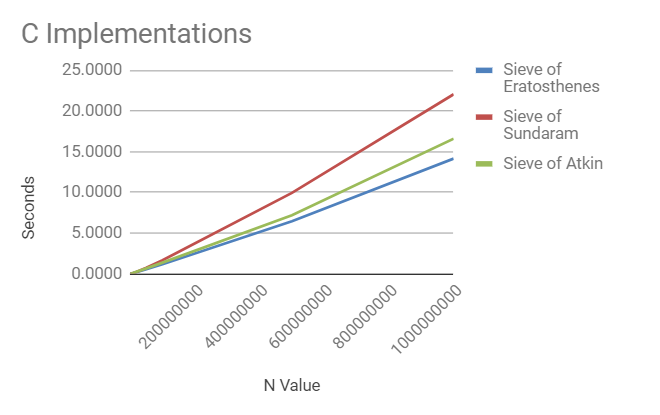 C Implementations
25.0000
20.0000
15.0000
10.0000
5.0000
0.0000
Seconds
200000000
400000000
600000000
800000000
1000000000
N Value
Sieve of
Eratosthenes
Sieve of
Sundaram
Sieve of Atkin